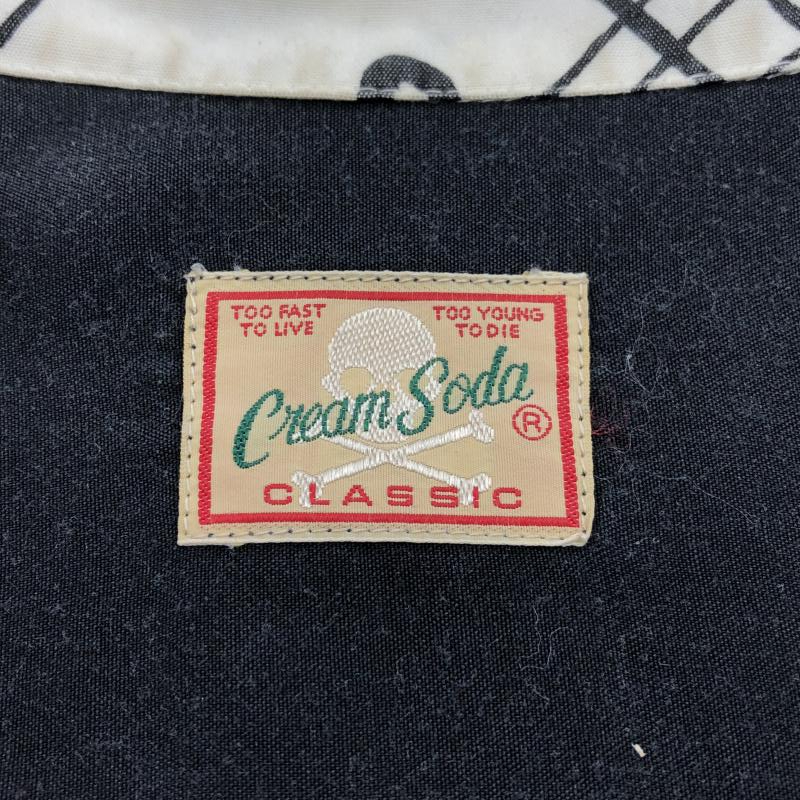 TOO FAST
TO LIVE
TOO YOUNG
TO DIE
Cream Soda ®
CLASSIC